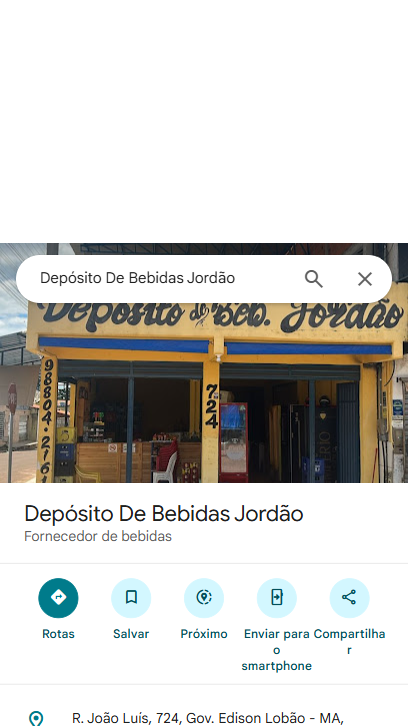 Depósito De Bebidas Jordão
Depósito de Beb. Jordão
98804·2161
724
Depósito De Bebidas Jordão
Fornecedor de bebidas
Rotas
Salvar
Próximo
Enviar para o smartphone
Compartilhar
R. João Luís, 724, Gov. Edison Lobão - MA,